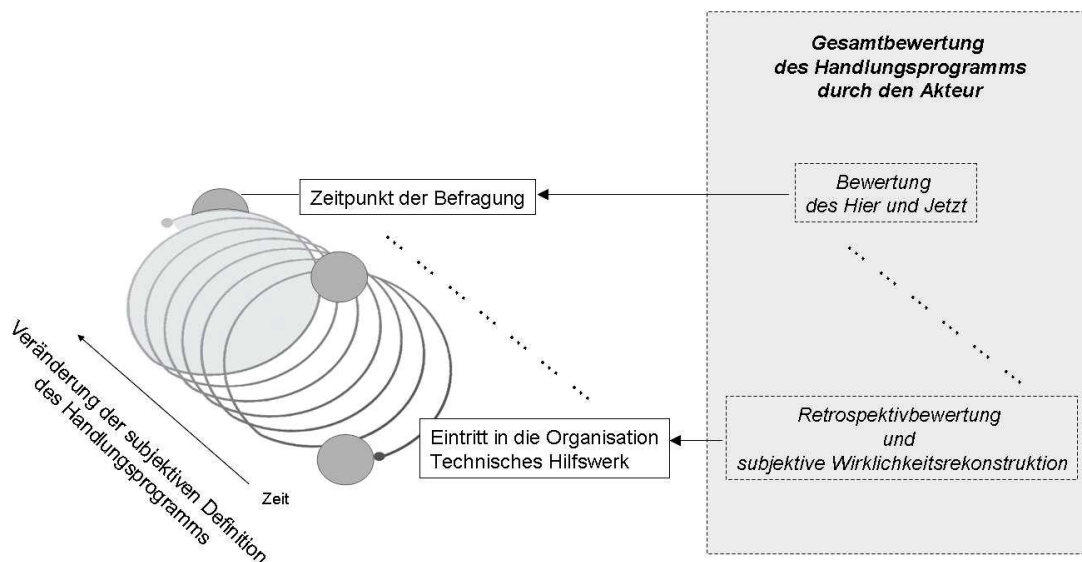 Gesamtbewertung
des Handlungsprogramms
durch den Akteur
Zeitpunkt der Befragung
Bewertung
des Hier und Jetzt
Eintritt in die Organisation
Technisches Hilfswerk
Retrospektivbewertung
und
subjektive Wirklichkeitsrekonstruktion
Veränderung der subjektiven Definition
des Handlungsprogramms
Zeit